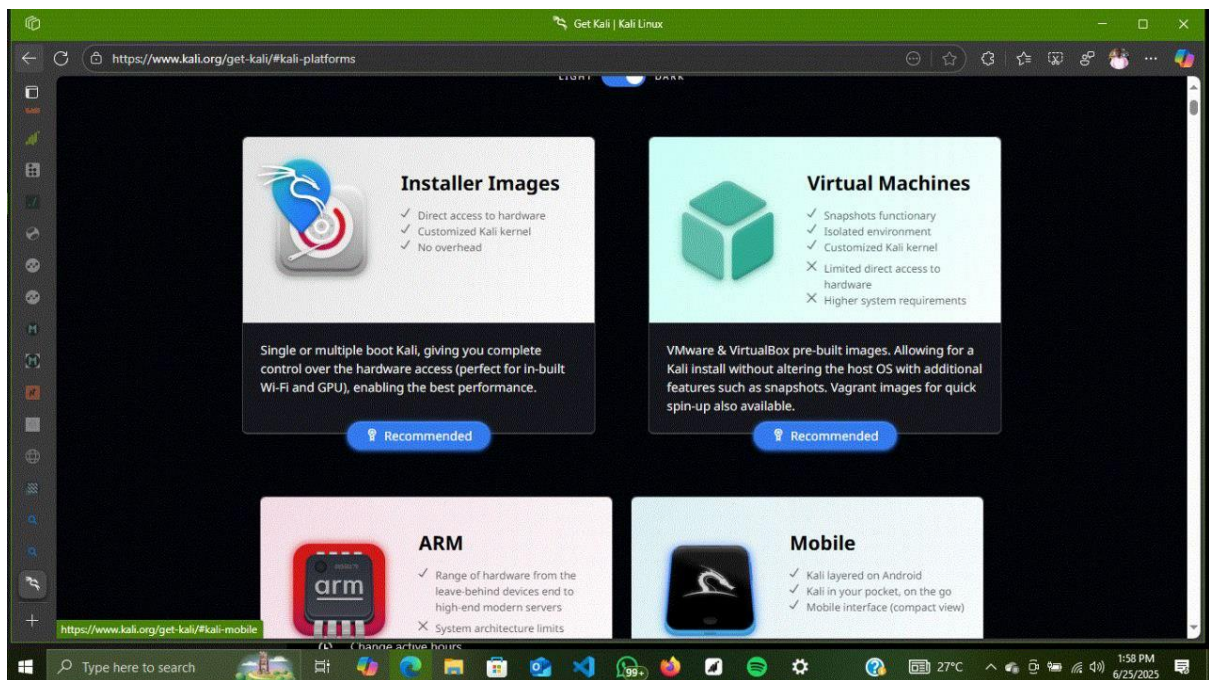 Get Kali | Kali Linux
https://www.kali.org/get-kali/#kali-platforms
LIGHT DARK
Installer Images
Direct access to hardware
Customized Kali kernel
No overhead
Single or multiple boot Kali, giving you complete
control over the hardware access (perfect for in-built
Wi-Fi and GPU), enabling the best performance.
Recommended
Virtual Machines
Snapshots functionary
Isolated environment
Customized Kali kernel
Limited direct access to
hardware
Higher system requirements
VMware & VirtualBox pre-built images. Allowing for a
Kali install without altering the host OS with additional
features such as snapshots. Vagrant images for quick
spin-up also available.
Recommended
arm
ARM
Range of hardware from the
leave-behind devices end to
high-end modern servers
System architecture limits
Mobile
Kali layered on Android
Kali in your pocket, on the go
Mobile interface (compact view)
https://www.kali.org/get-kali/#kali-mobile
Change active hours
Type here to search
99+
27°C
1:58 PM
6/25/2025